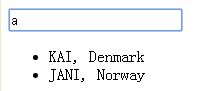 a
KAI, Denmark
JANI, Norway